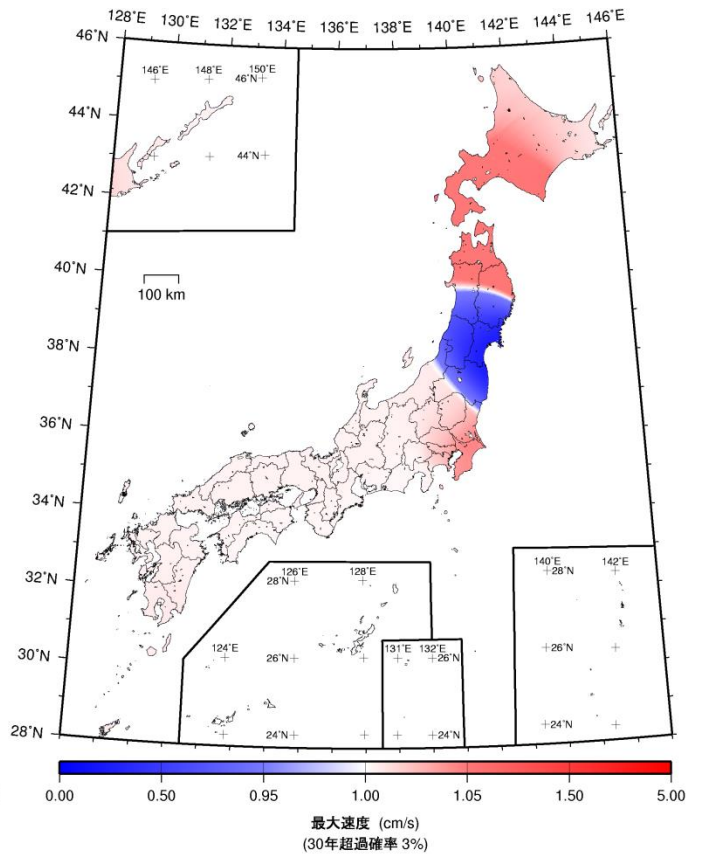 128°E 130°E 132°E 134°E 136°E 138°E 140°E 142°E 144°E 146°E
46°N
146°E 148°E 150°E
46°N
44°N
44°N
42°N
40°N
100 km
38°N
36°N
34°N
32°N
126°E 128°E
28°N
140°E 142°E
28°N
30°N
124°E
26°N
131°E 132°E
26°N
26°N
28°N
24°N
24°N
24°N
0.00 0.50 0.95 1.00 1.05 1.50 5.00
最大速度 (cm/s)
(30年超過確率 3%)